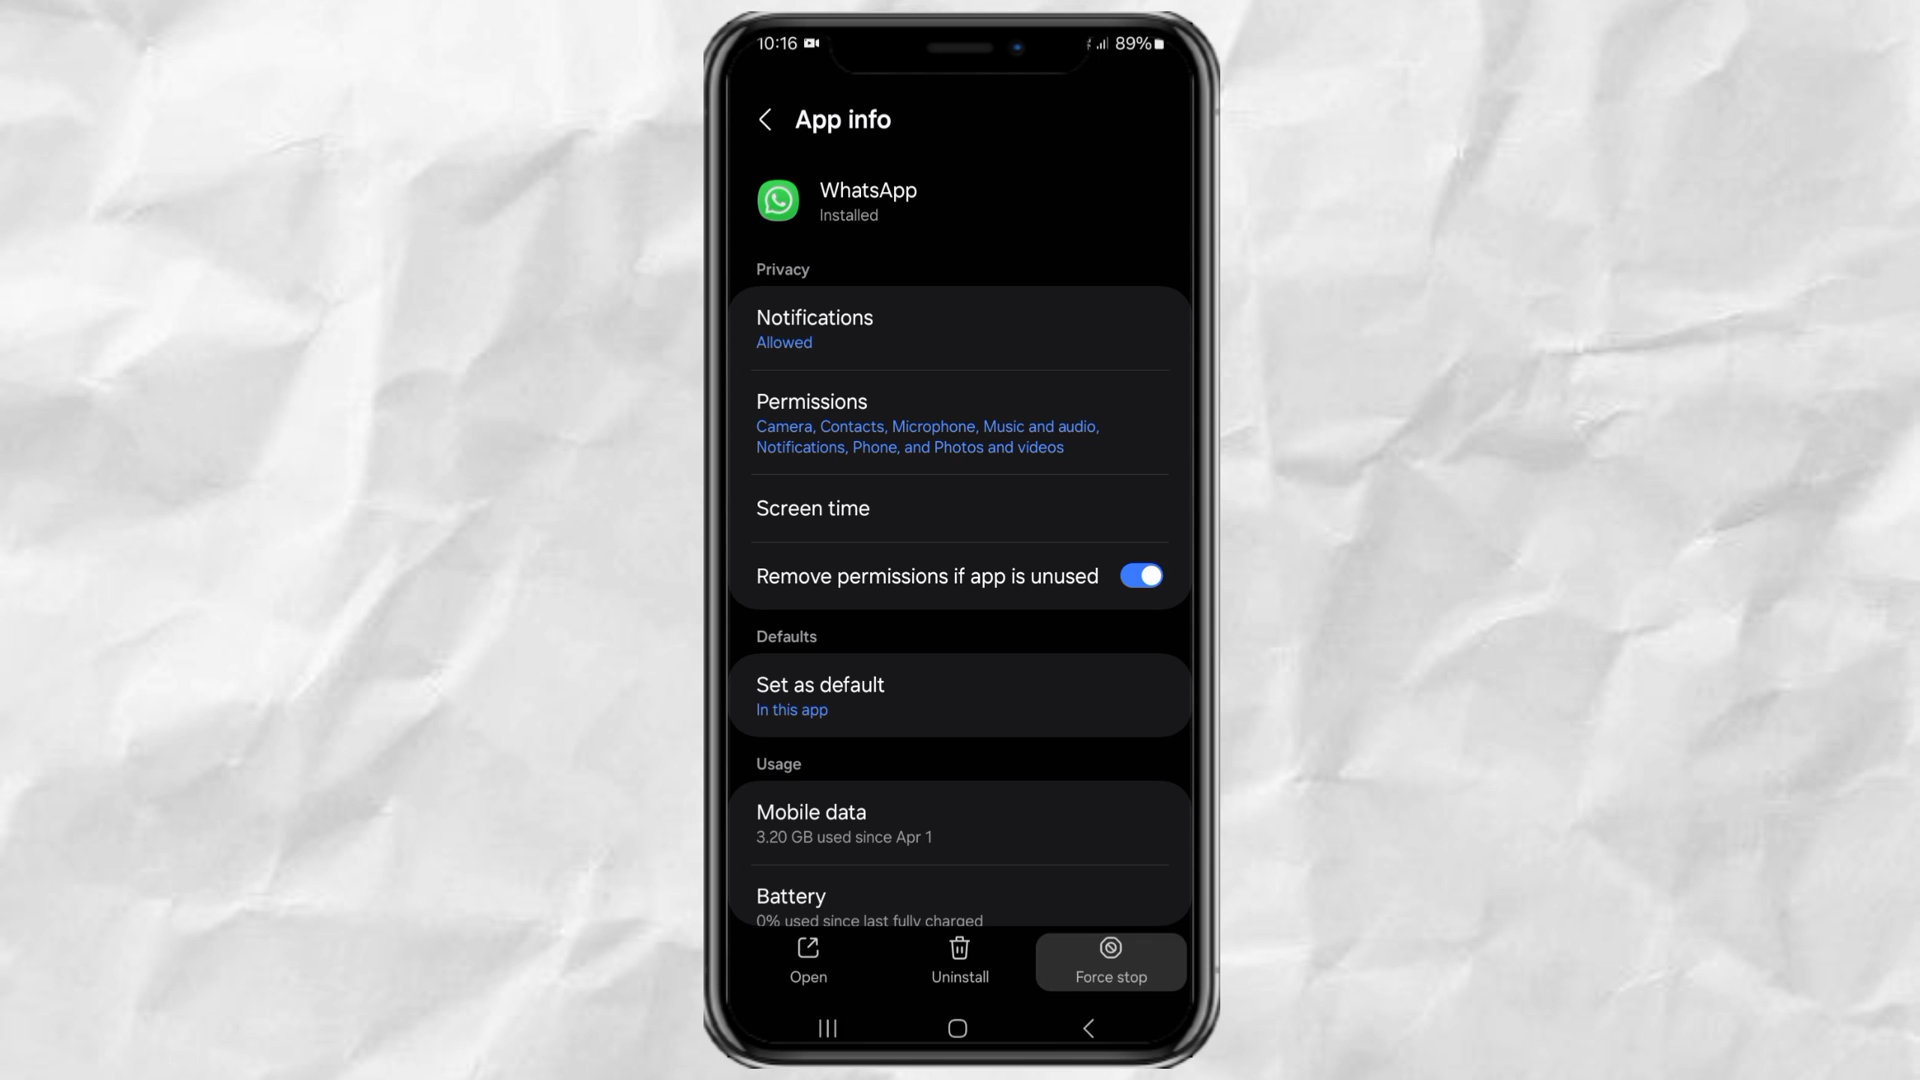 10:16
89%
App info
WhatsApp
Installed
Privacy
Notifications
Allowed
Permissions
Camera, Contacts, Microphone, Music and audio,
Notifications, Phone, and Photos and videos
Screen time
Remove permissions if app is unused
Defaults
Set as default
In this app
Usage
Mobile data
3.20 GB used since Apr 1
Battery
0% used since last fully charged
Open
Uninstall
Force stop